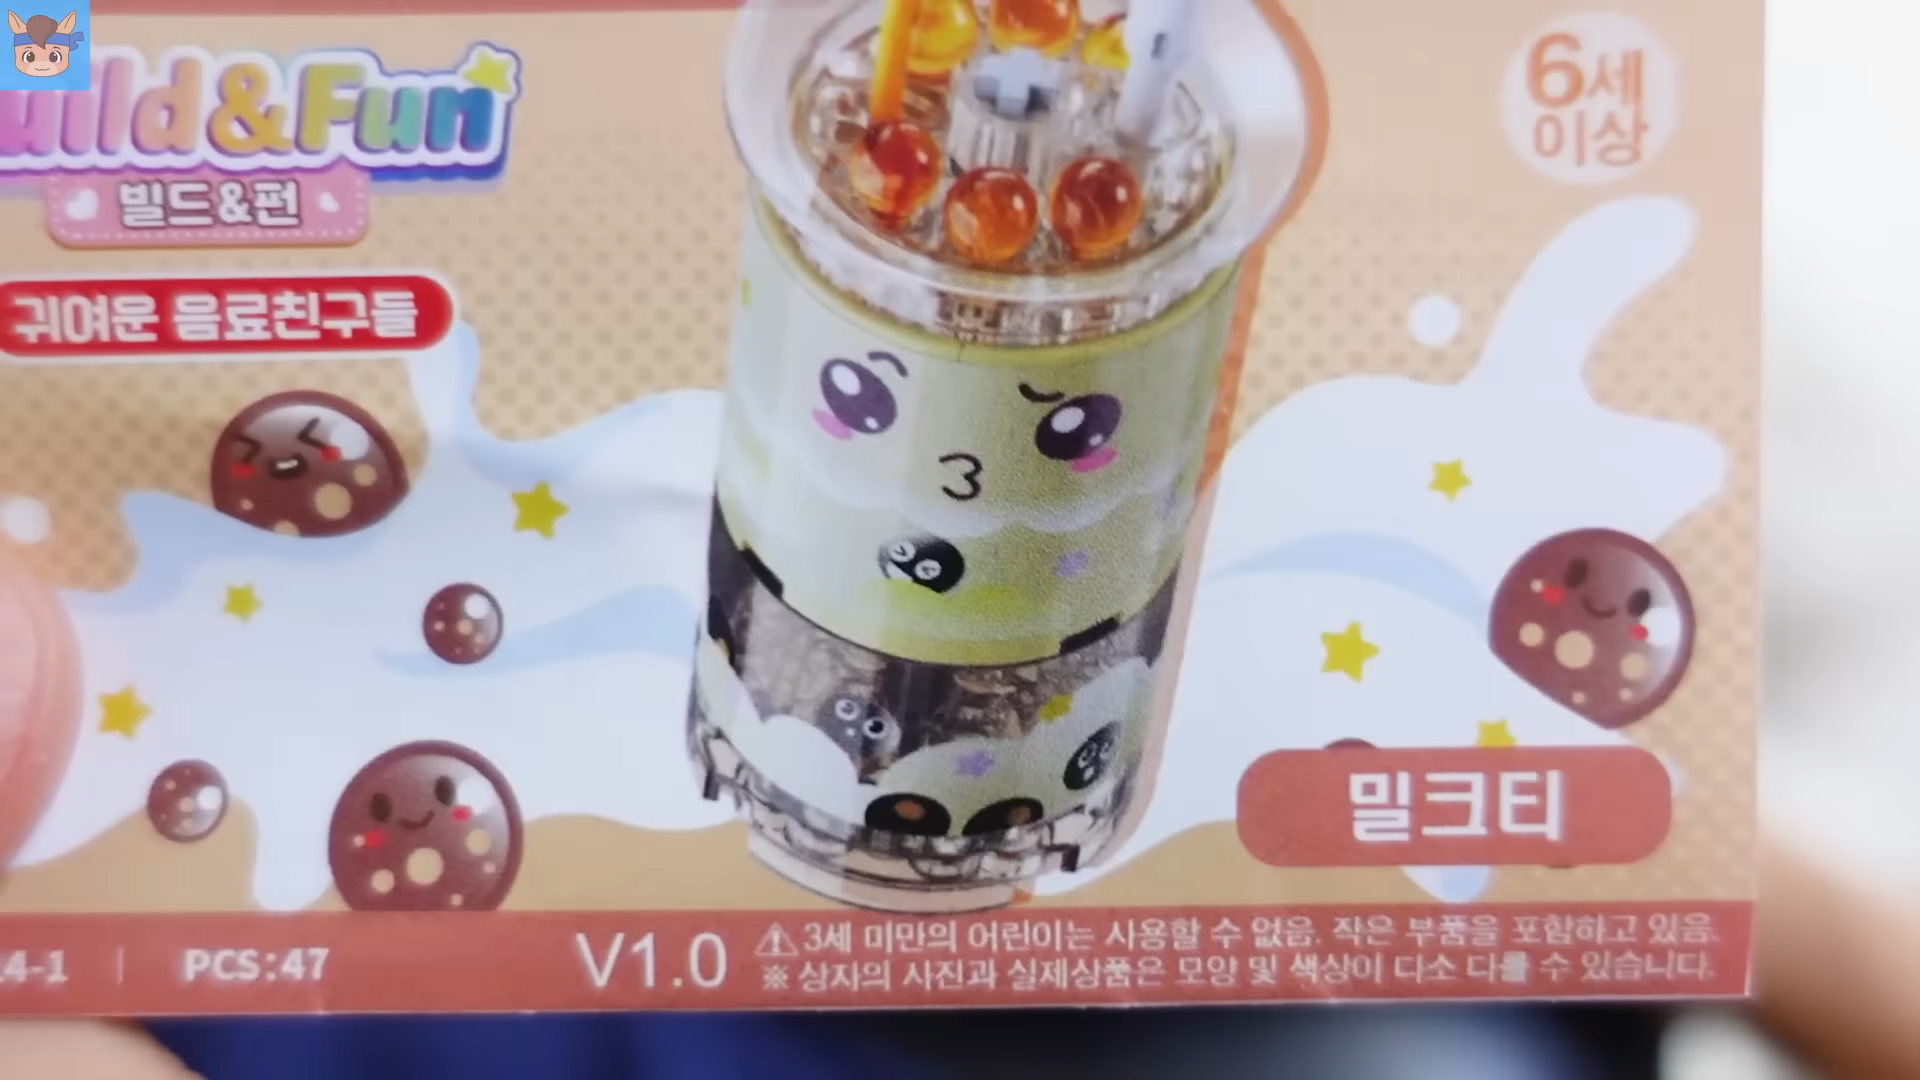 uild&Fun
빌드&펀
귀여운 음료친구들
6세
이상
밀크티
4-1 | PCS:47
V1.0
⚠3세 미만의 어린이는 사용할 수 없음. 작은 부품을 포함하고 있음.
※상자의 사진과 실제상품은 모양 및 색상이 다소 다를 수 있습니다.